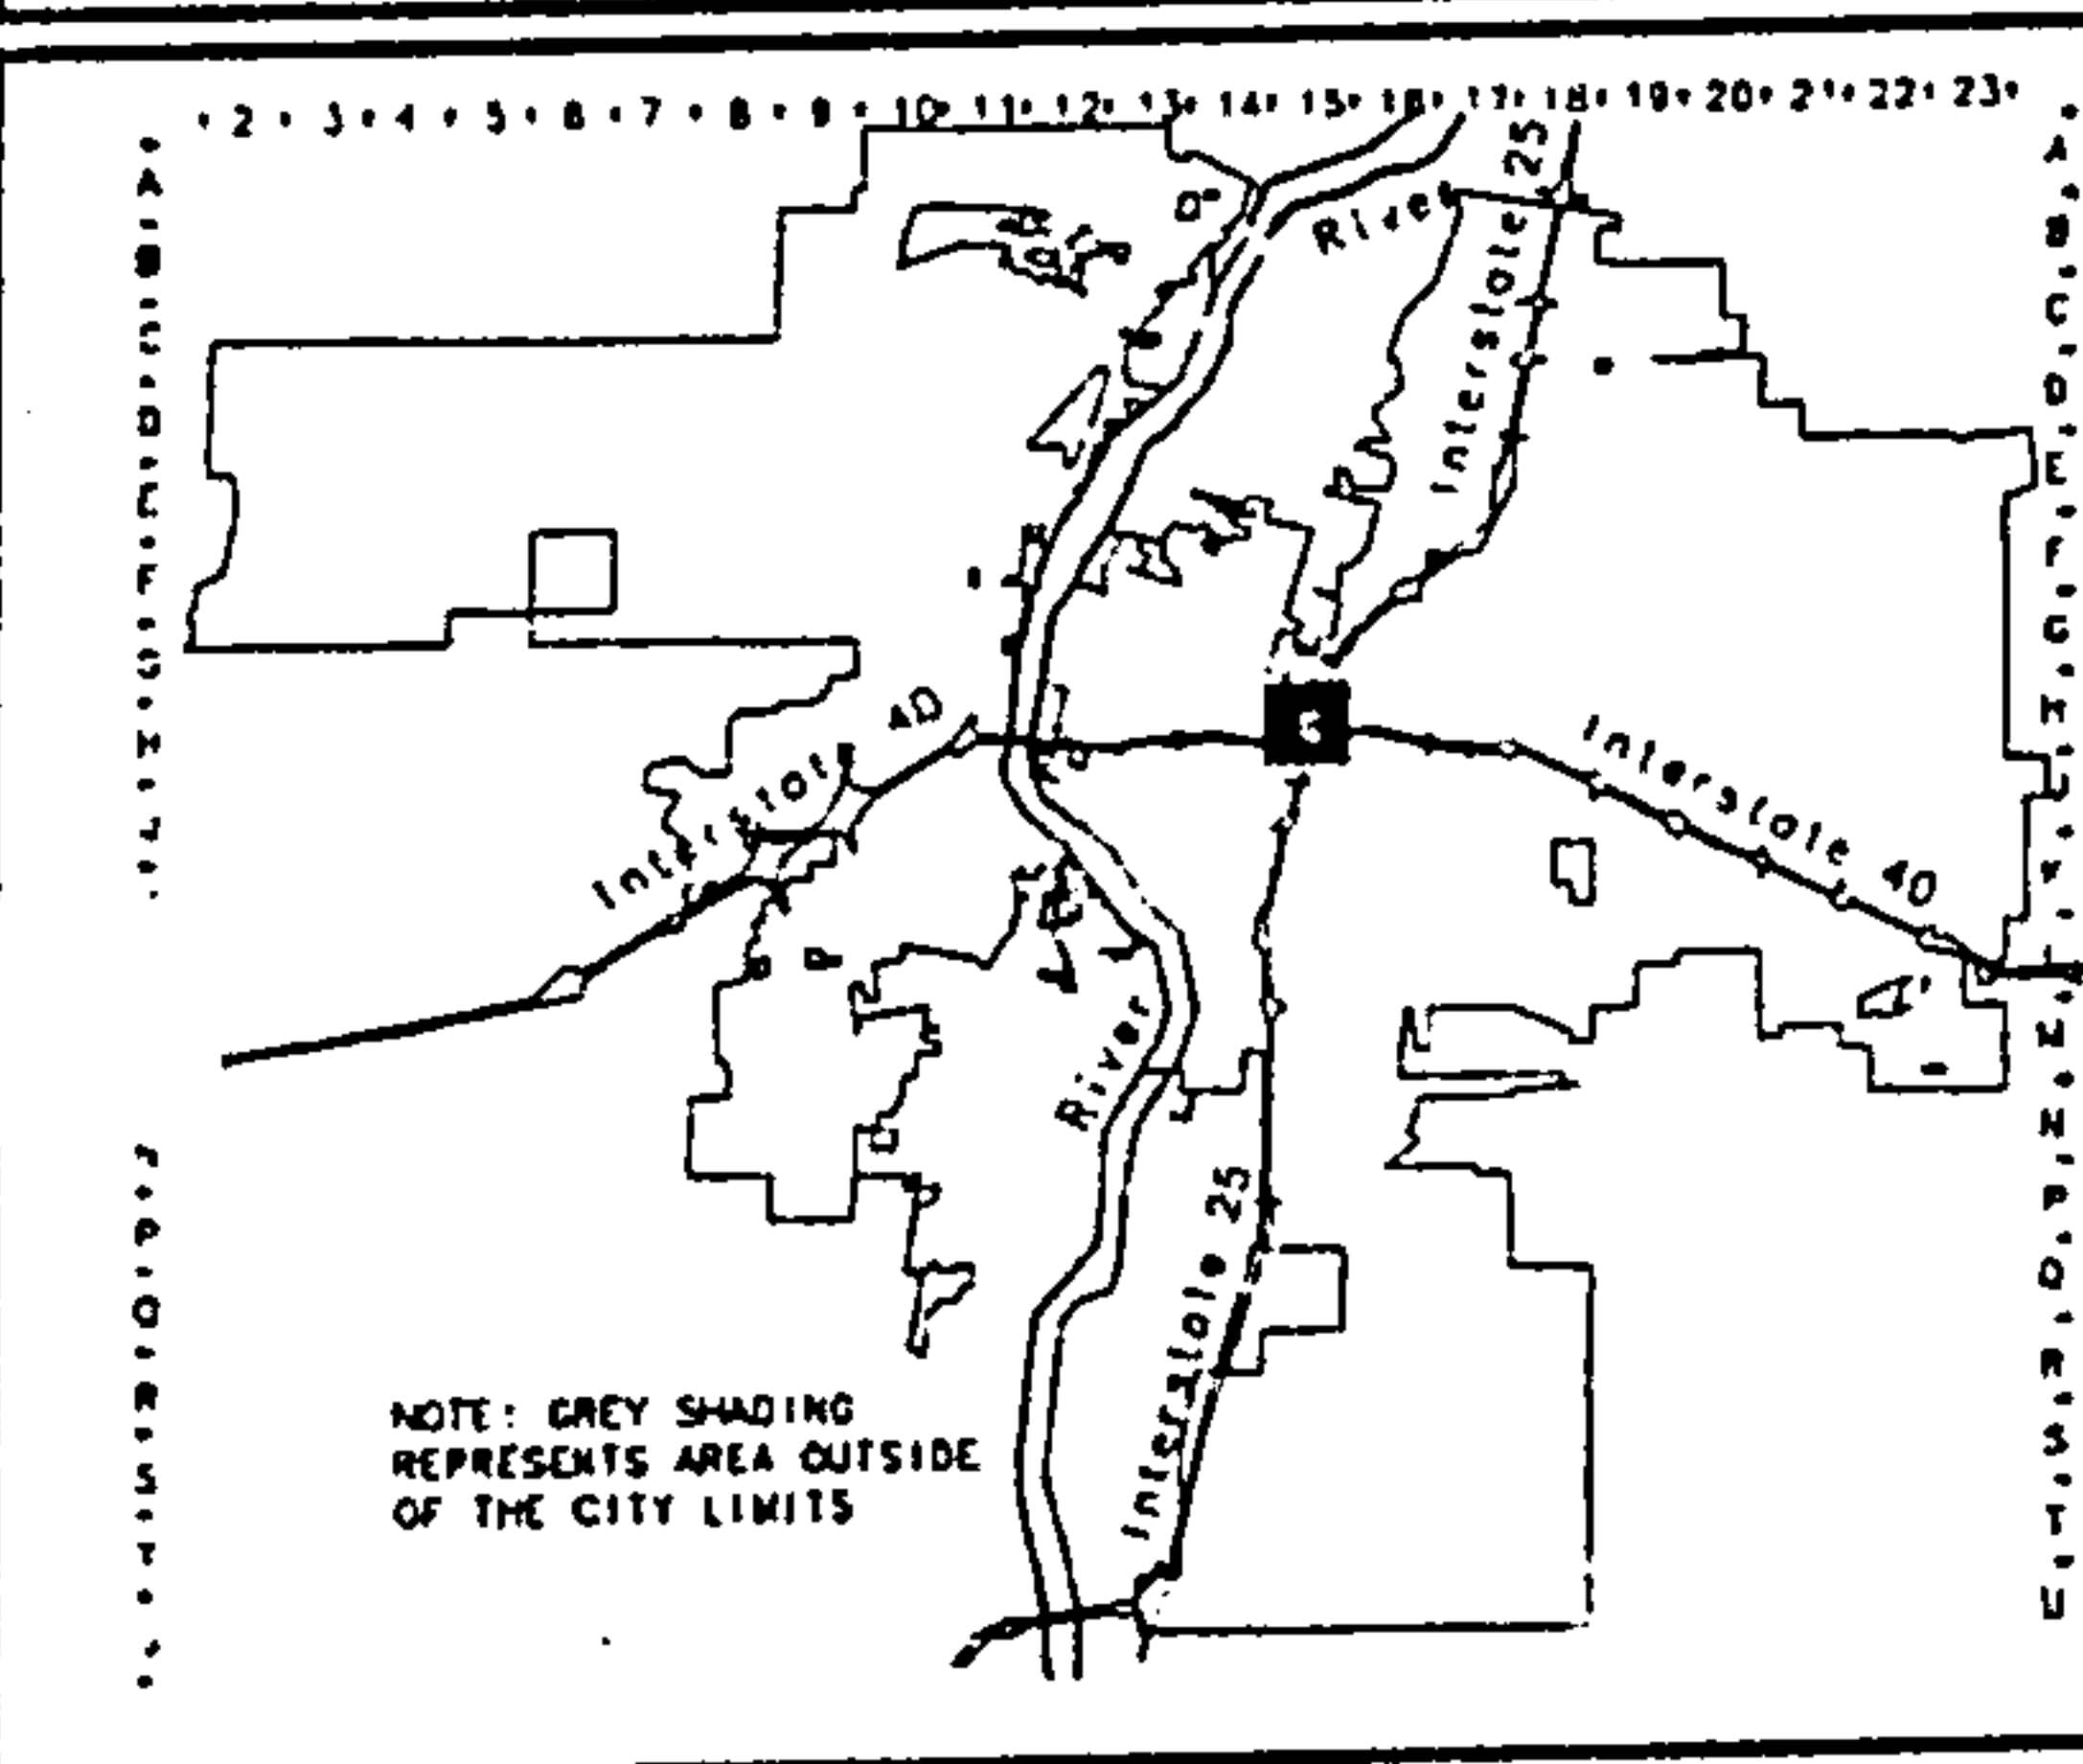 2 3 4 5 6 7 8 9 10 11 12 13 14 15 16 17 18 19 20 21 22 23
A
B
C
D
E
F
G
H
J
N
P
Q
R
S
T
A
B
C
D
E
F
G
H
J
K
L
M
N
P
Q
R
S
T
U
River
Interstate 25
Interstate 40
Interstate 40
River
Interstate 25
NOTE: GREY SHADING
REPRESENTS AREA OUTSIDE
OF THE CITY LIMITS